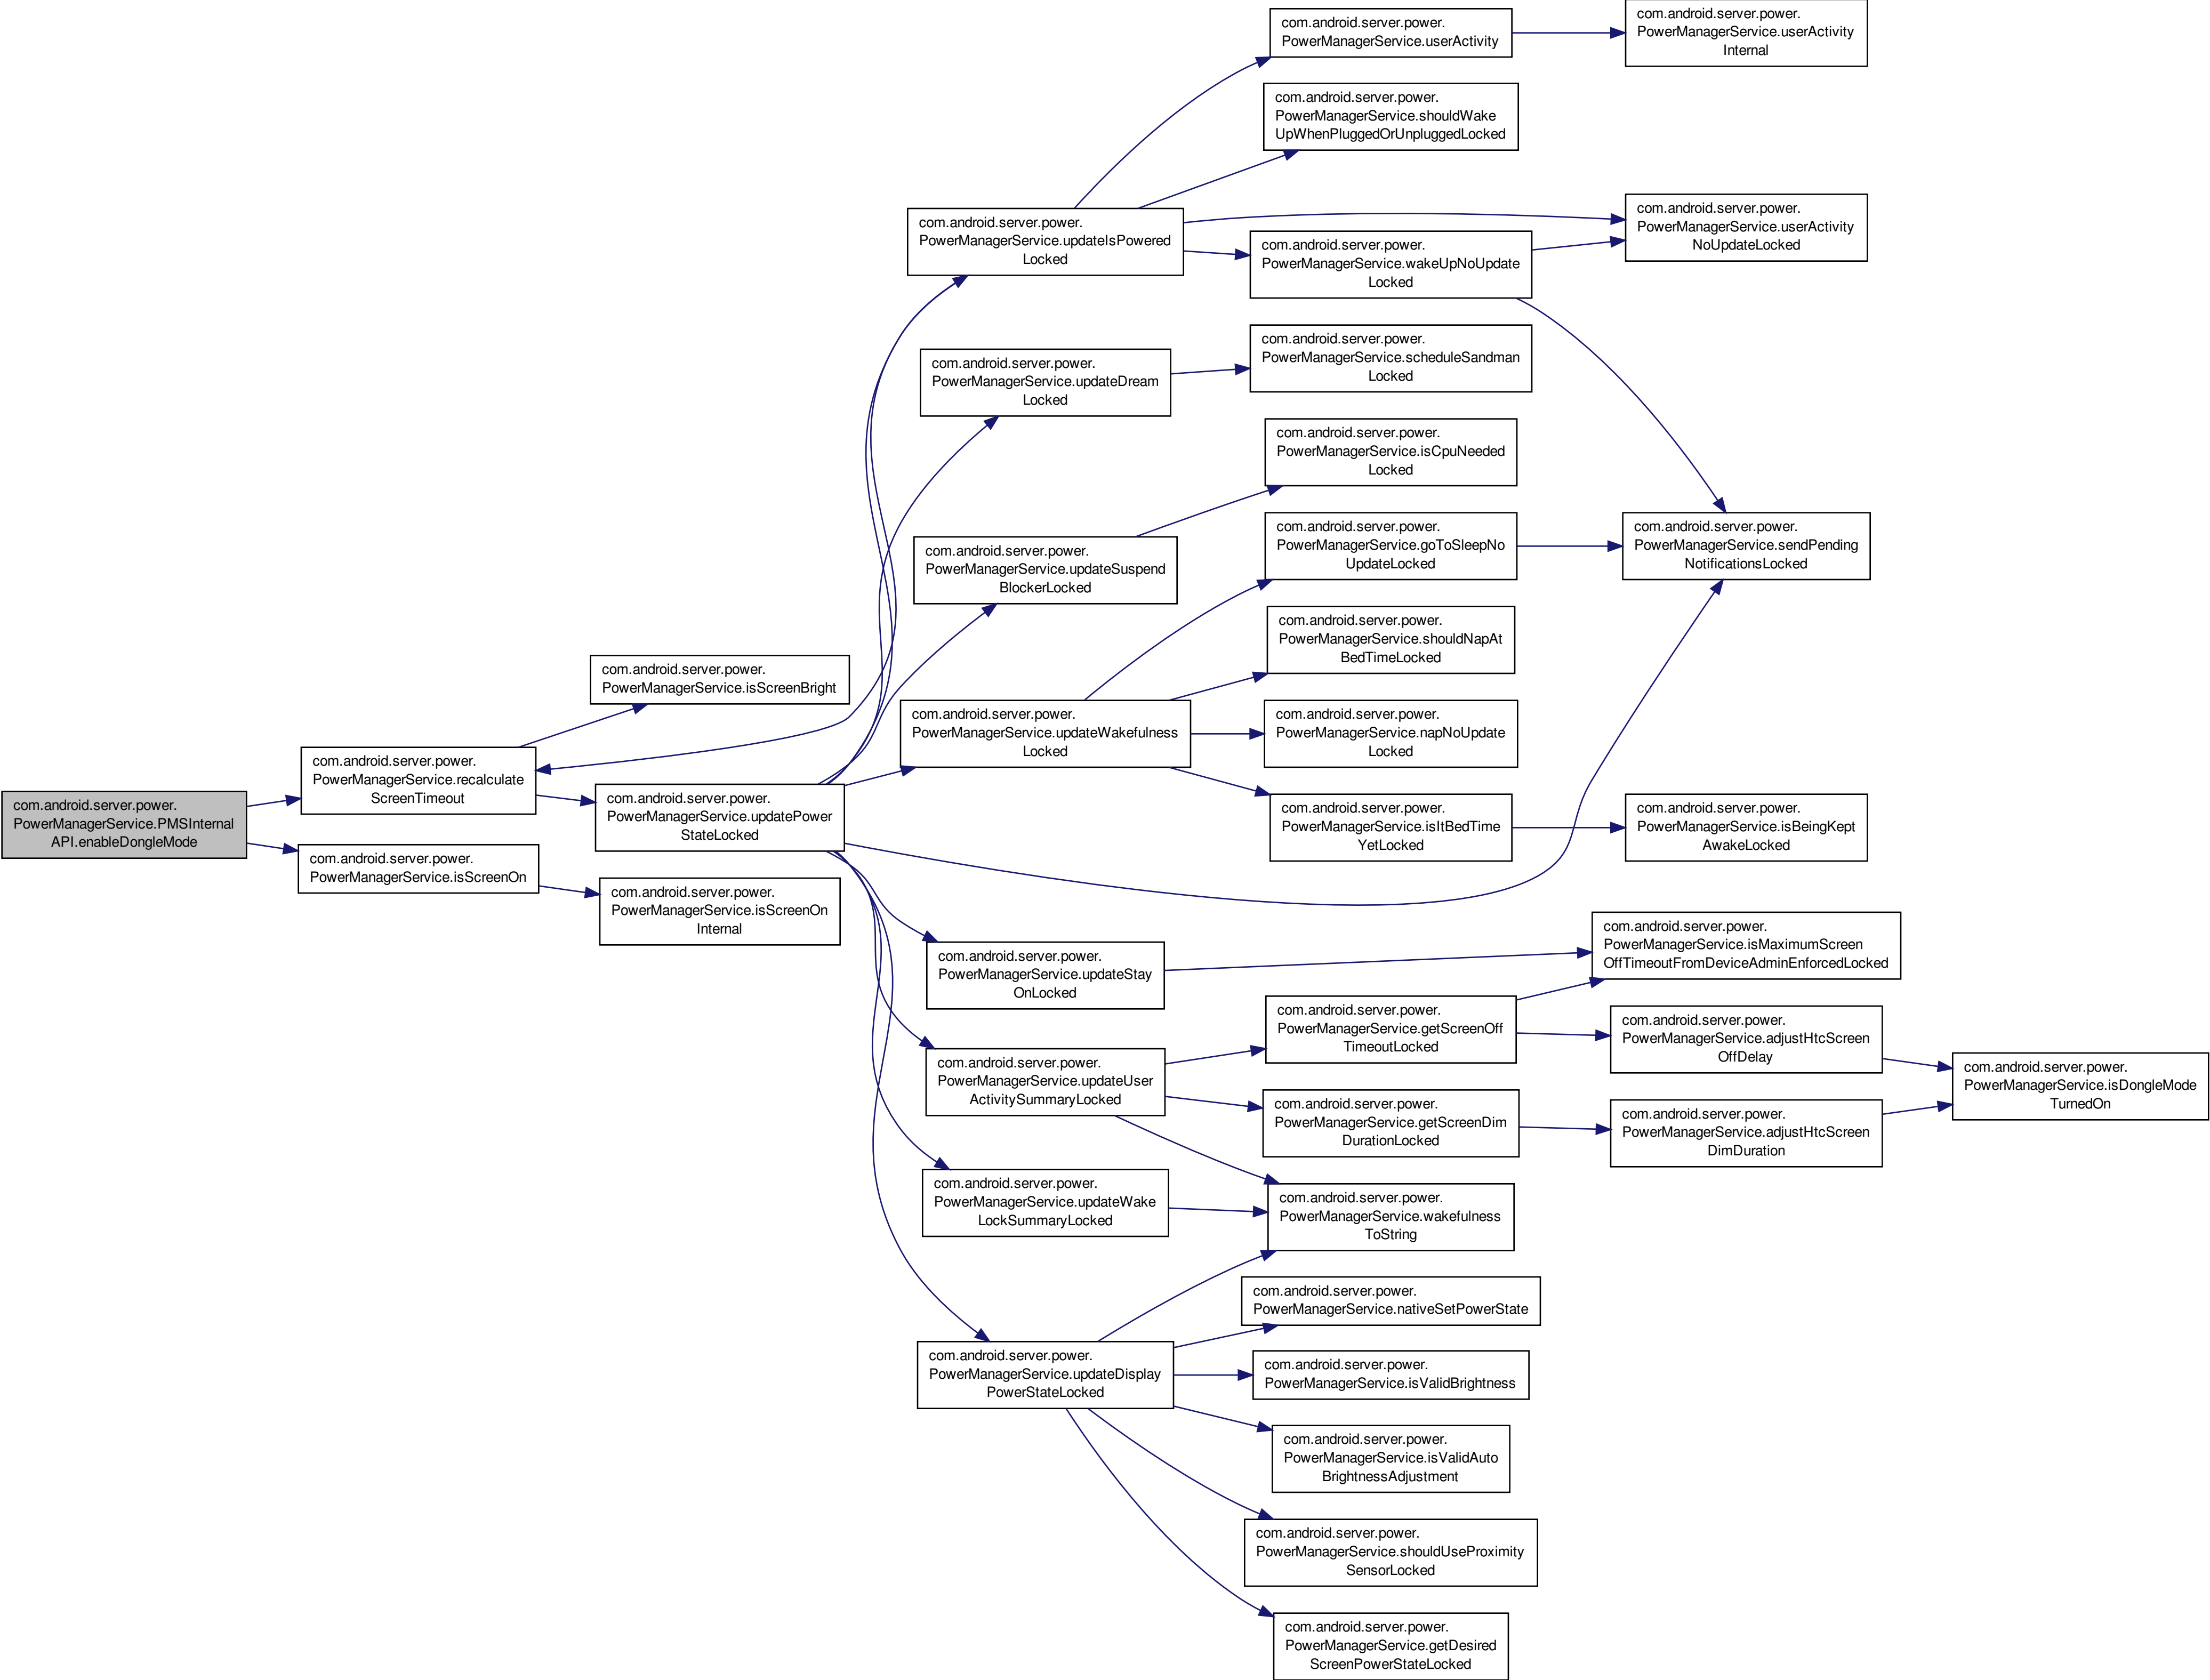 com.android.server.power.
PowerManagerService.PMSInternal
API.enableDongleMode
com.android.server.power.
PowerManagerService.recalculate
ScreenTimeout
com.android.server.power.
PowerManagerService.isScreenOn
com.android.server.power.
PowerManagerService.isScreenBright
com.android.server.power.
PowerManagerService.updatePower
StateLocked
com.android.server.power.
PowerManagerService.isScreenOn
Internal
com.android.server.power.
PowerManagerService.updateIsPowered
Locked
com.android.server.power.
PowerManagerService.updateDream
Locked
com.android.server.power.
PowerManagerService.updateSuspend
BlockerLocked
com.android.server.power.
PowerManagerService.updateWakefulness
Locked
com.android.server.power.
PowerManagerService.updateStay
OnLocked
com.android.server.power.
PowerManagerService.updateUser
ActivitySummaryLocked
com.android.server.power.
PowerManagerService.updateWake
LockSummaryLocked
com.android.server.power.
PowerManagerService.updateDisplay
PowerStateLocked
com.android.server.power.
PowerManagerService.userActivity
com.android.server.power.
PowerManagerService.shouldWake
UpWhenPluggedOrUnpluggedLocked
com.android.server.power.
PowerManagerService.wakeUpNoUpdate
Locked
com.android.server.power.
PowerManagerService.scheduleSandman
Locked
com.android.server.power.
PowerManagerService.isCpuNeeded
Locked
com.android.server.power.
PowerManagerService.goToSleepNo
UpdateLocked
com.android.server.power.
PowerManagerService.shouldNapAt
BedTimeLocked
com.android.server.power.
PowerManagerService.napNoUpdate
Locked
com.android.server.power.
PowerManagerService.isItBedTime
YetLocked
com.android.server.power.
PowerManagerService.getScreenOff
TimeoutLocked
com.android.server.power.
PowerManagerService.getScreenDim
DurationLocked
com.android.server.power.
PowerManagerService.wakefulness
ToString
com.android.server.power.
PowerManagerService.nativeSetPowerState
com.android.server.power.
PowerManagerService.isValidBrightness
com.android.server.power.
PowerManagerService.isValidAuto
BrightnessAdjustment
com.android.server.power.
PowerManagerService.shouldUseProximity
SensorLocked
com.android.server.power.
PowerManagerService.getDesired
ScreenPowerStateLocked
com.android.server.power.
PowerManagerService.userActivity
Internal
com.android.server.power.
PowerManagerService.userActivity
NoUpdateLocked
com.android.server.power.
PowerManagerService.sendPending
NotificationsLocked
com.android.server.power.
PowerManagerService.isBeingKept
AwakeLocked
com.android.server.power.
PowerManagerService.isMaximumScreen
OffTimeoutFromDeviceAdminEnforcedLocked
com.android.server.power.
PowerManagerService.adjustHtcScreen
OffDelay
com.android.server.power.
PowerManagerService.adjustHtcScreen
DimDuration
com.android.server.power.
PowerManagerService.isDongleMode
TurnedOn